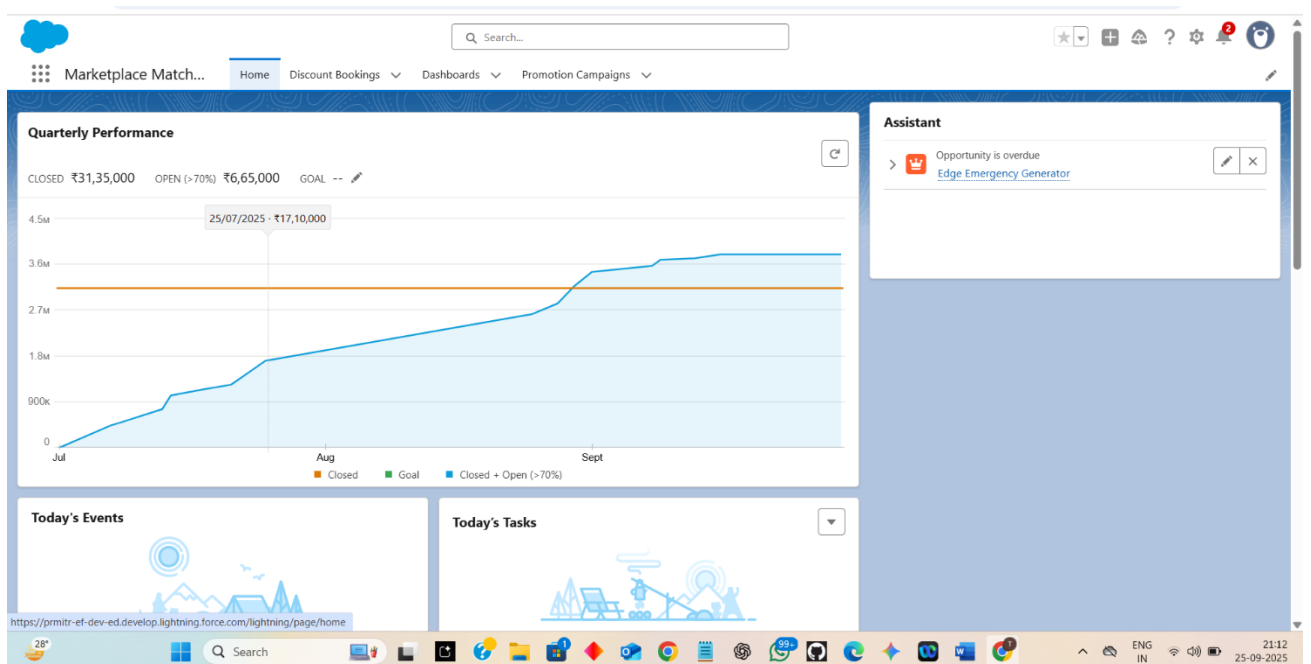 Search...
2
Marketplace Match...
Home
Discount Bookings
Dashboards
Promotion Campaigns
Quarterly Performance
CLOSED ₹31,35,000 OPEN (>70%) ₹6,65,000 GOAL --
4.5M
25/07/2025 · ₹17,10,000
3.6M
2.7M
1.8M
900K
0
Jul
Aug
Sept
Closed
Goal
Closed + Open (>70%)
Assistant
Opportunity is overdue
Edge Emergency Generator
Today's Events
Today's Tasks
https://prmitr-ef-dev-ed.develop.lightning.force.com/lightning/page/home
28°
Search
1
99+
W
T
ENG
IN
21:12
25-09-2025